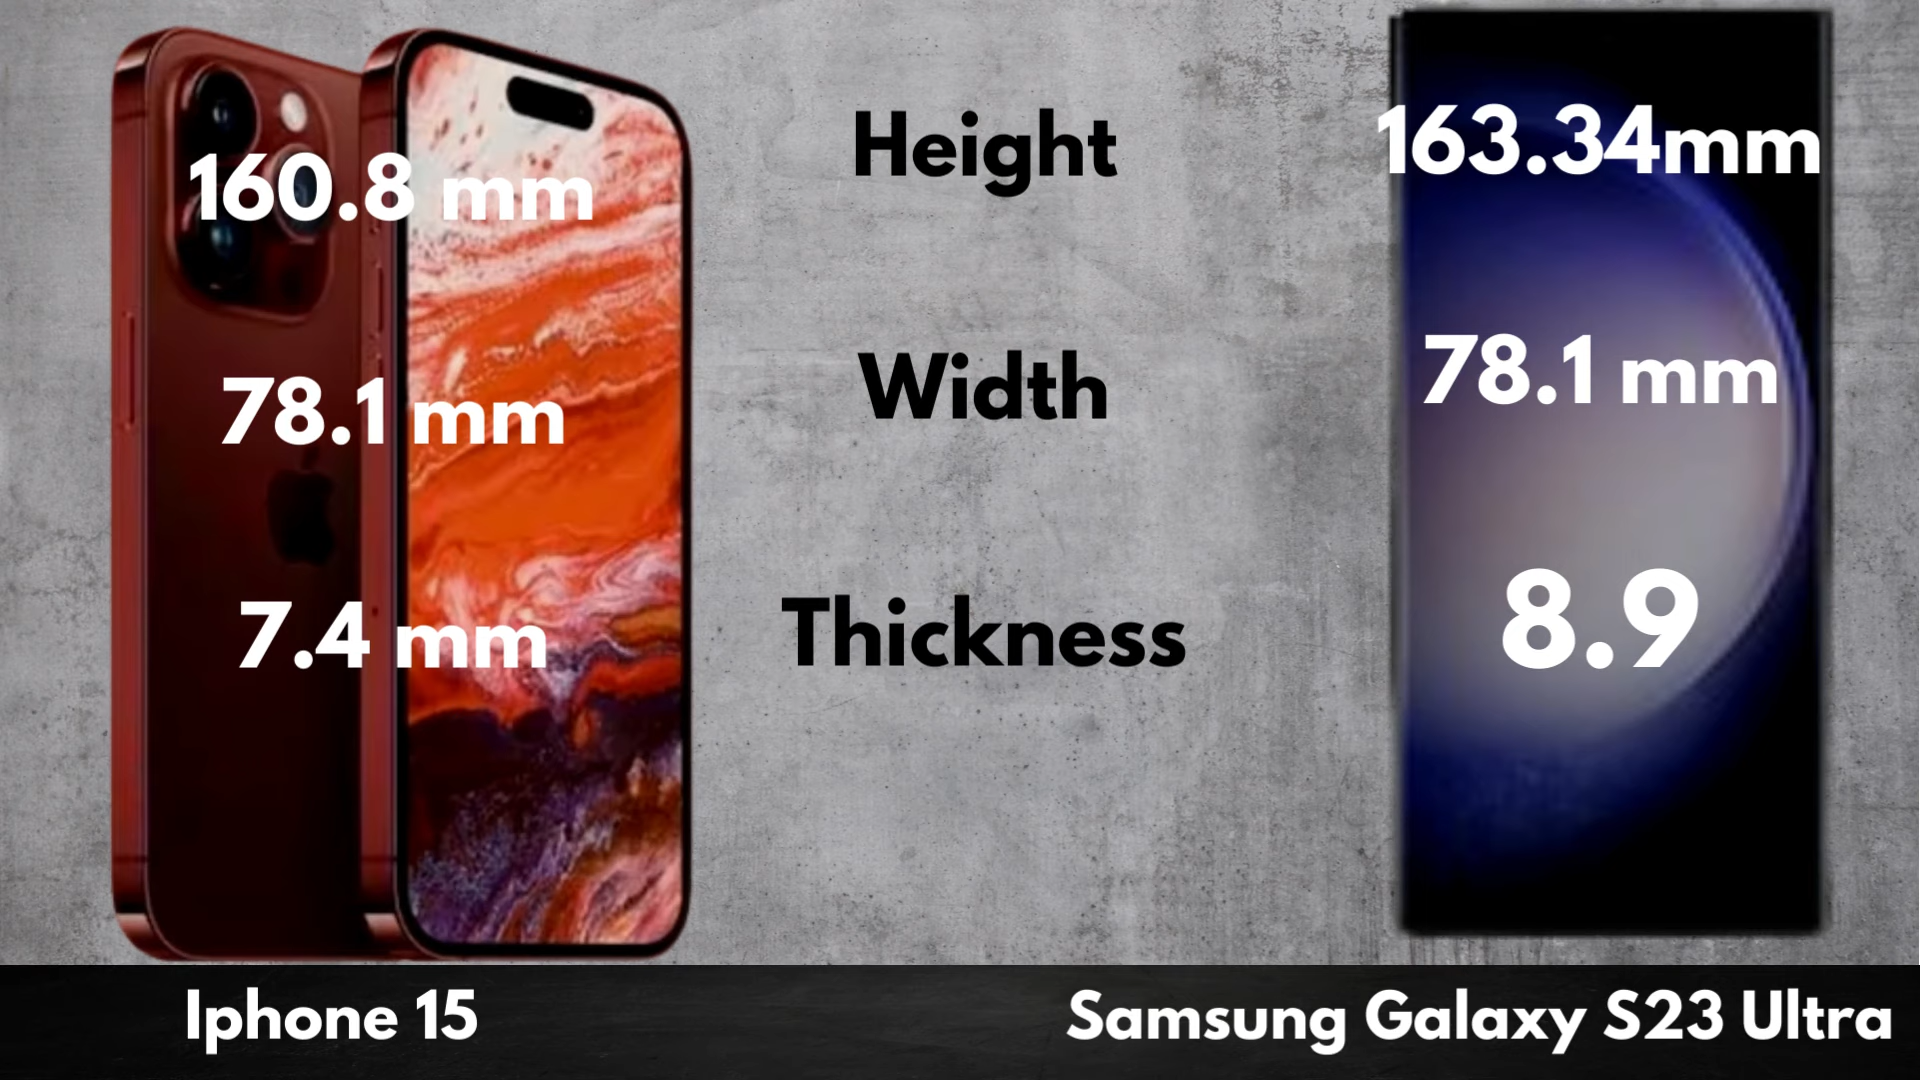 160.8 mm Height 163.34mm
78.1 mm Width 78.1 mm
7.4 mm Thickness 8.9
Iphone 15 Samsung Galaxy S23 Ultra